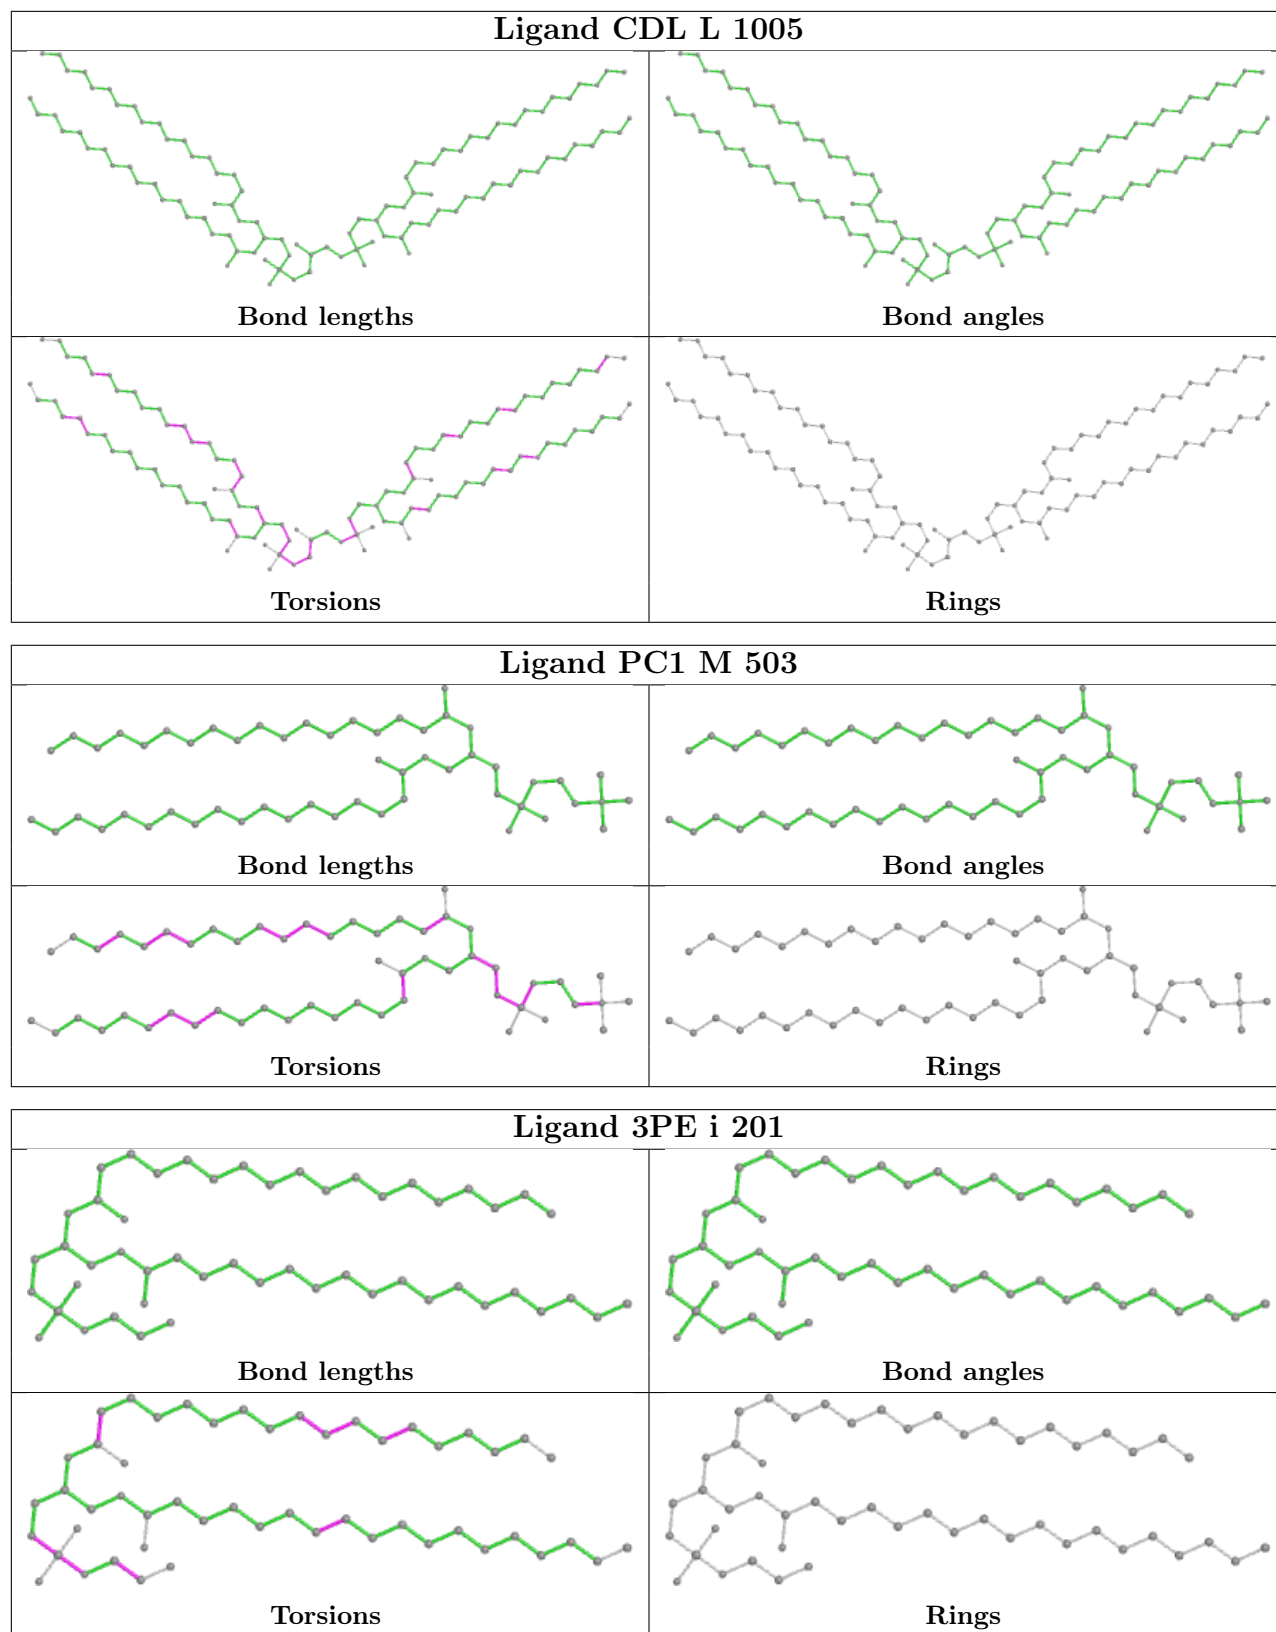 Ligand CDL L 1005
Bond lengths
Bond angles
Torsions
Rings
Ligand PC1 M 503
Bond lengths
Bond angles
Torsions
Rings
Ligand 3PE i 201
Bond lengths
Bond angles
Torsions
Rings